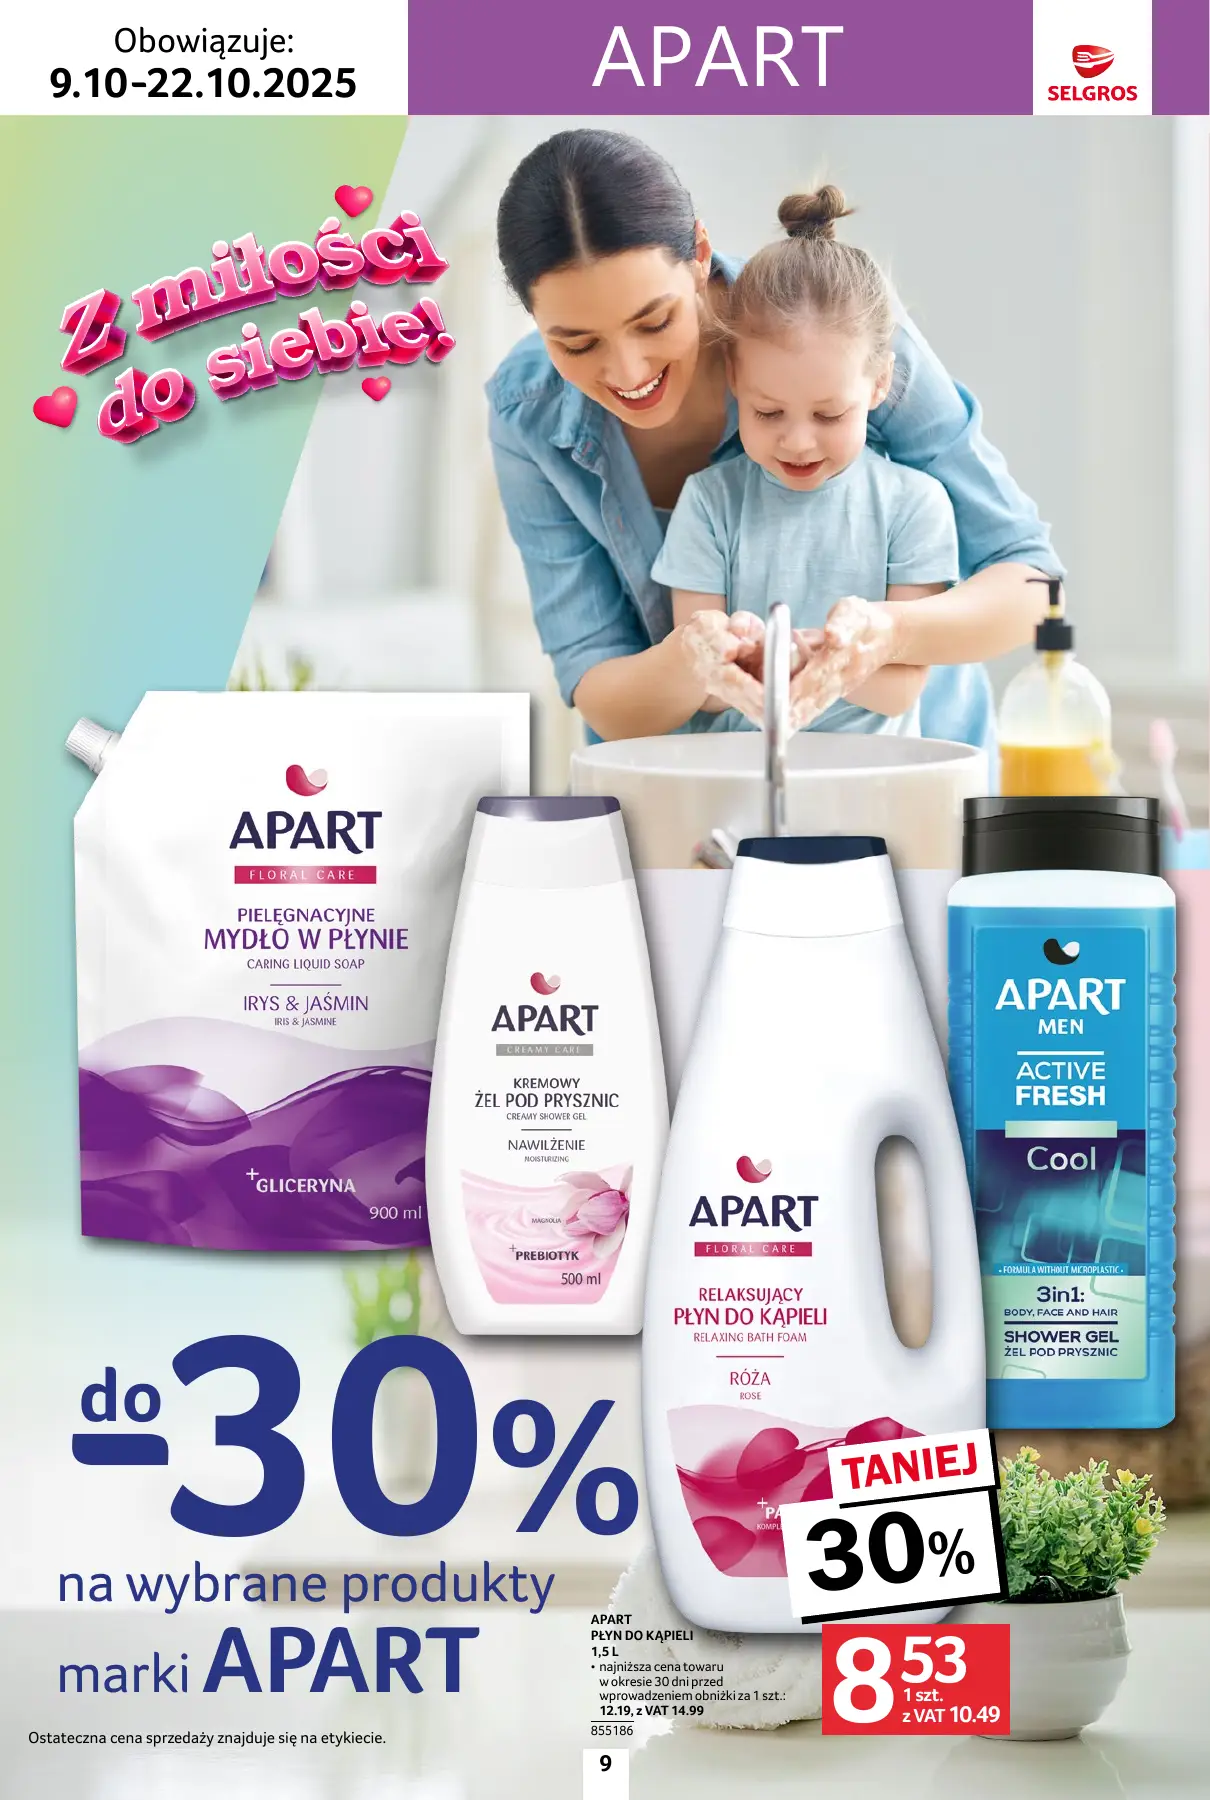 Obowiązuje:
9.10-22.10.2025
APART
SELGROS
Z miłości
do siebie!
APART
FLORAL CARE
PIELĘGNACYJNE
MYDŁO W PŁYNIE
CARING LIQUID SOAP
IRYS & JAŚMIN
IRIS & JASMINE
+GLICERYNA
900 ml
APART
CREAMY CARE
KREMOWY
ŻEL POD PRYSZNIC
CREAMY SHOWER GEL
NAWILŻENIE
MOISTURIZING
MAGNOLIA
+PREBIOTYK
500 ml
APART
FLORAL CARE
RELAKSUJĄCY
PŁYN DO KĄPIELI
RELAXING BATH FOAM
RÓŻA
ROSE
APART
MEN
ACTIVE
FRESH
Cool
• FORMULA WITHOUT MICROPLASTIC •
3in1:
BODY, FACE AND HAIR
SHOWER GEL
ŻEL POD PRYSZNIC
do
-30%
na wybrane produkty
marki APART
Ostateczna cena sprzedaży znajduje się na etykiecie.
TANIEJ
30%
APART
PŁYN DO KĄPIELI
1,5 L
• najniższa cena towaru
w okresie 30 dni przed
wprowadzeniem obniżki za 1 szt.:
12.19, z VAT 14.99
855186
8 53
1 szt.
z VAT 10.49
9